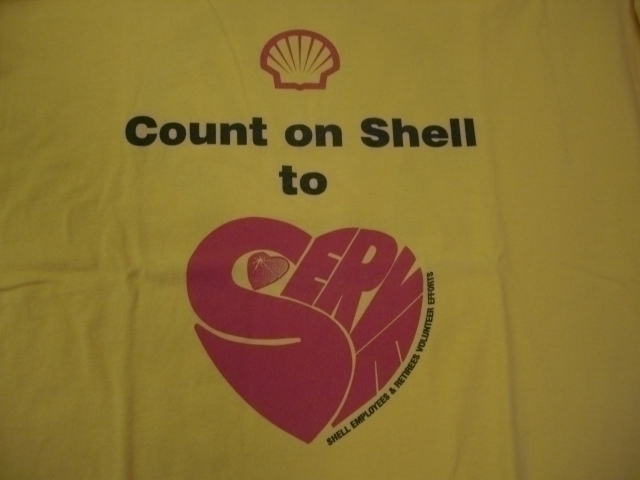 Count on Shell
to
SERVE
SHELL EMPLOYEES & RETIREES VOLUNTEER EFFORTS